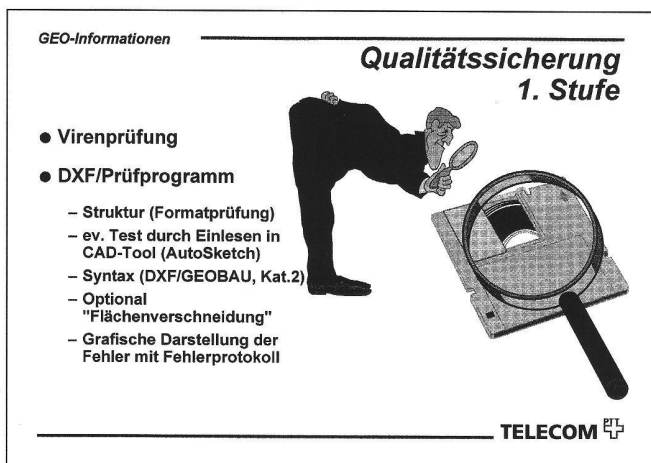 GEO-Informationen
Qualitätssicherung
1. Stufe
● Virenprüfung
● DXF/Prüfprogramm
– Struktur (Formatprüfung)
– ev. Test durch Einlesen in
CAD-Tool (AutoSketch)
– Syntax (DXF/GEOBAU, Kat.2)
– Optional
"Flächenverschneidung"
– Grafische Darstellung der
Fehler mit Fehlerprotokoll
TELECOM